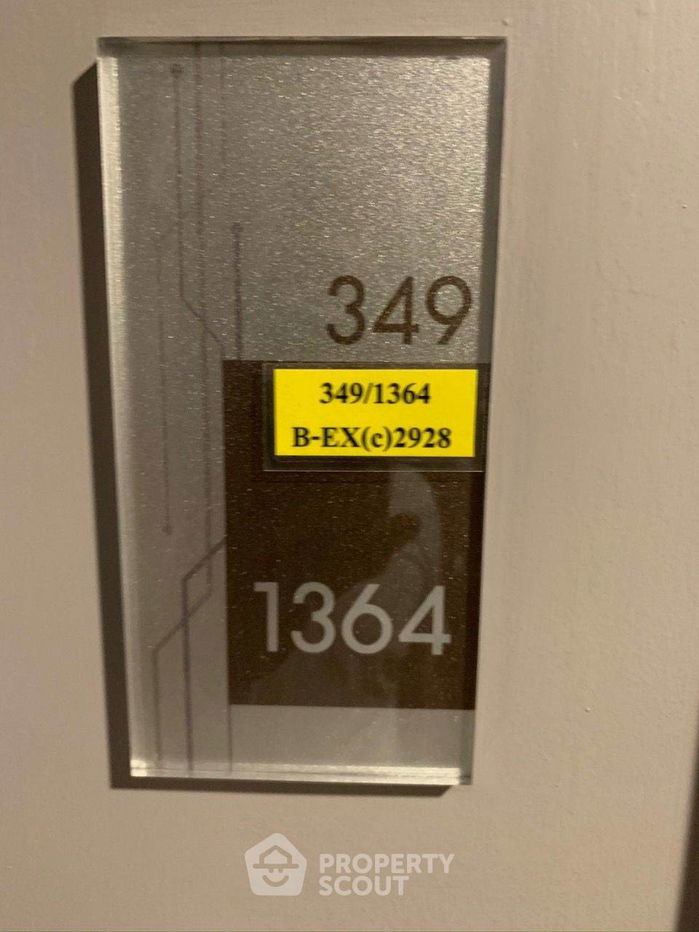 349
349/1364
B-EX(c)2928
1364
PROPERTY
SCOUT